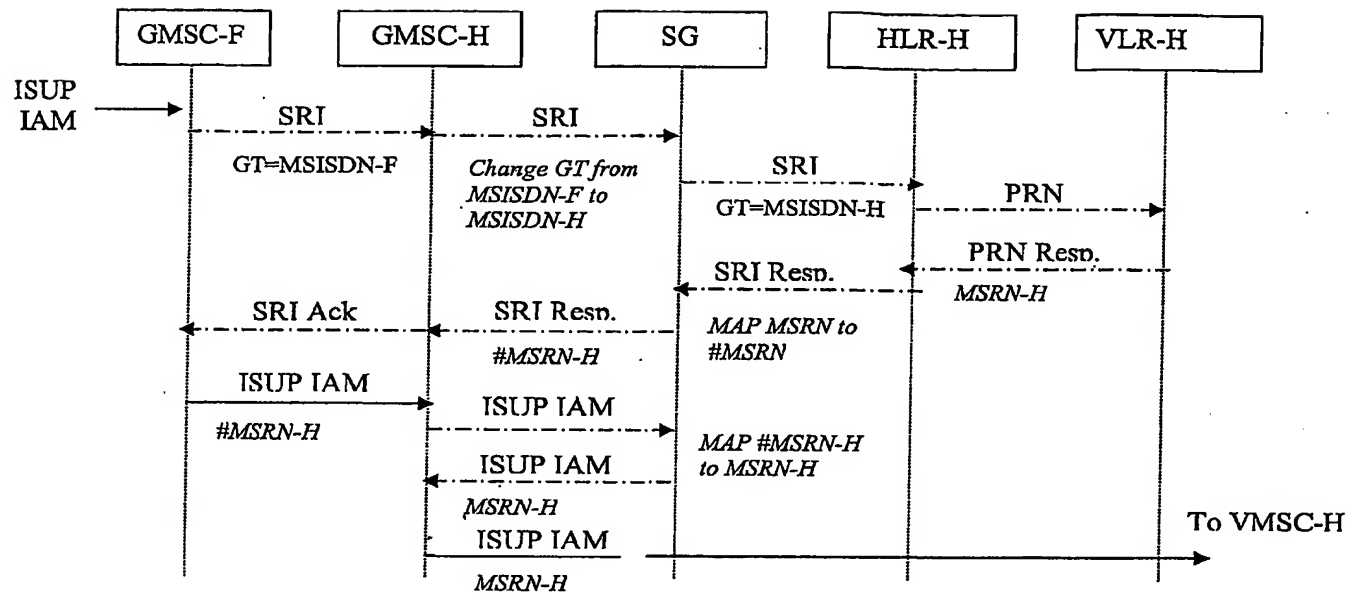 GMSC-F
GMSC-H
SG
HLR-H
VLR-H
ISUP
IAM
SRI
SRI
GT=MSISDN-F
Change GT from
MSISDN-F to
MSISDN-H
SRI
GT=MSISDN-H
PRN
PRN Resp.
MSRN-H
SRI Resp.
MAP MSRN to
#MSRN
SRI Resp.
#MSRN-H
SRI Ack
ISUP IAM
#MSRN-H
ISUP IAM
MAP #MSRN-H
to MSRN-H
ISUP IAM
MSRN-H
ISUP IAM
MSRN-H
To VMSC-H